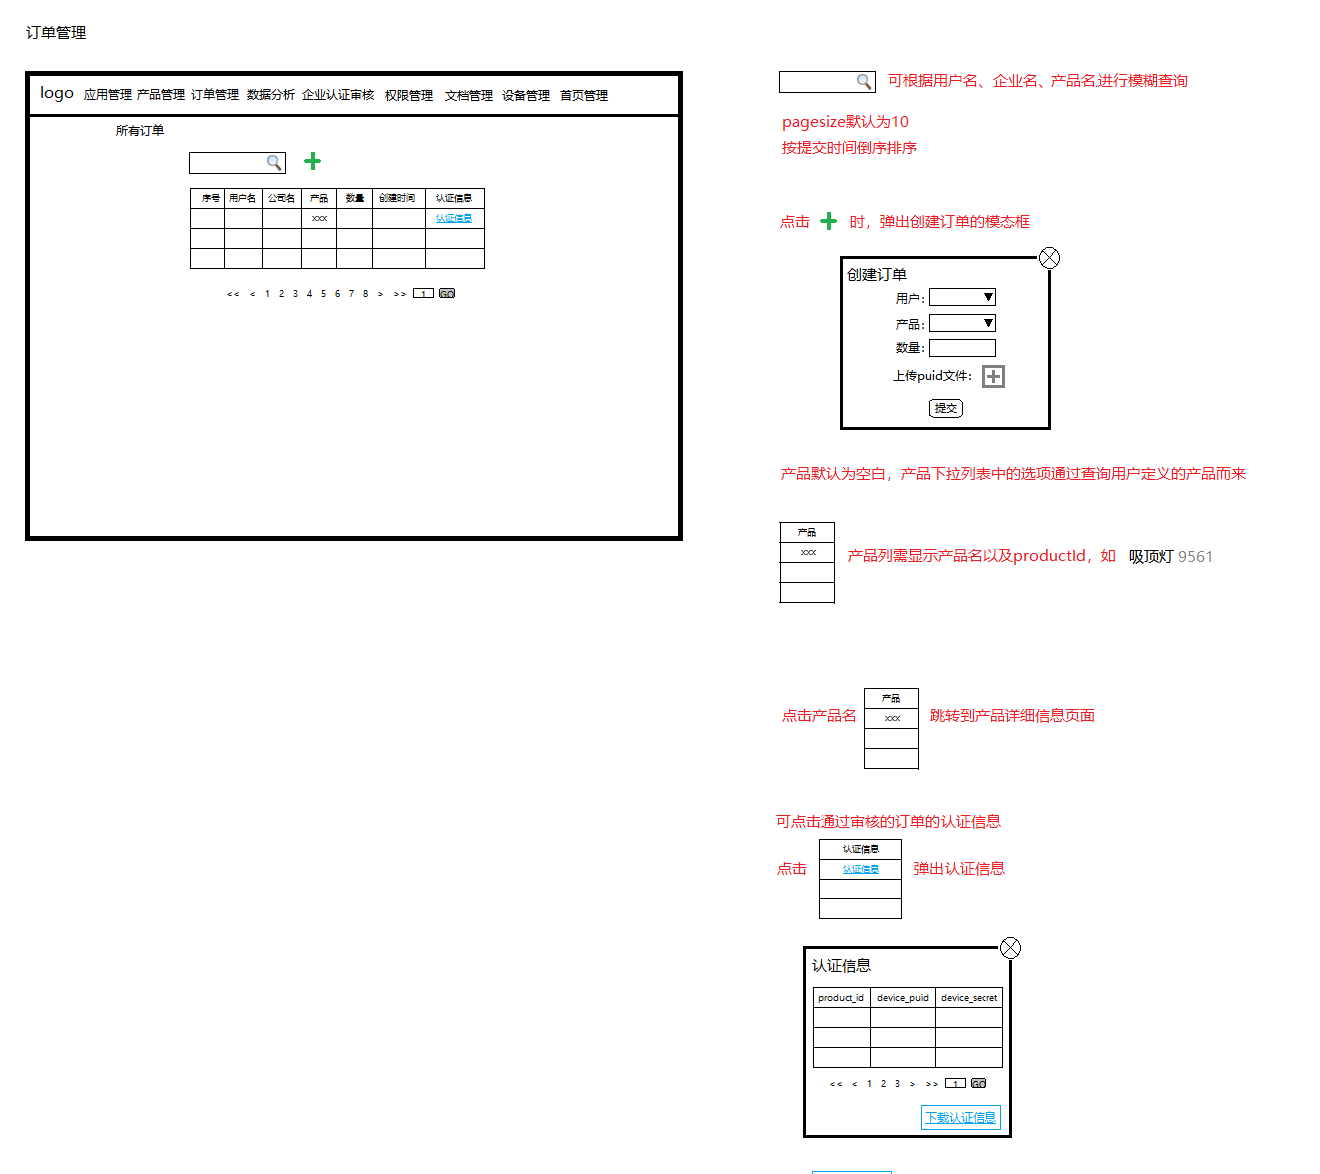 订单管理
logo 应用管理 产品管理 订单管理 数据分析 企业认证审核 权限管理 文档管理 设备管理 首页管理
所有订单
序号 用户名 公司名 产品 数量 创建时间 认证信息
xxx 认证信息
<< < 1 2 3 4 5 6 7 8 > >> 1 GO
可根据用户名、企业名、产品名进行模糊查询
pagesize默认为10
按提交时间倒序排序
点击 时，弹出创建订单的模态框
创建订单
用户：
产品：
数量：
上传puid文件：
提交
产品默认为空白，产品下拉列表中的选项通过查询用户定义的产品而来
产品
xxx
产品列需显示产品名以及productId，如 吸顶灯 9561
产品
点击产品名 xxx 跳转到产品详细信息页面
可点击通过审核的订单的认证信息
认证信息
点击 认证信息 弹出认证信息
认证信息
product_id device_puid device_secret
<< < 1 2 3 > >> 1 GO
下载认证信息